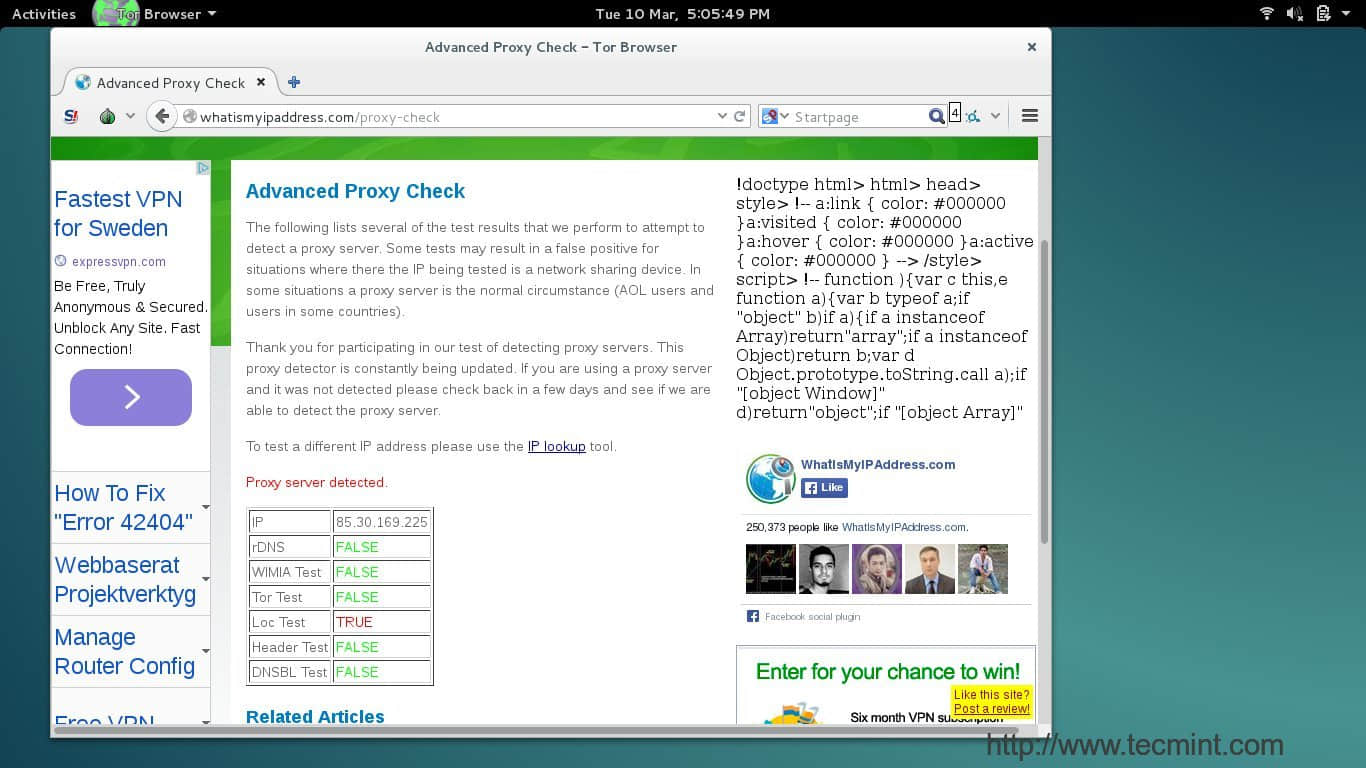 Activities
Tor Browser
Tue 10 Mar, 5:05:49 PM
Advanced Proxy Check – Tor Browser
Advanced Proxy Check
whatismyipaddress.com/proxy-check
Startpage
4
Fastest VPN
for Sweden
expressvpn.com
Be Free, Truly
Anonymous & Secured.
Unblock Any Site. Fast
Connection!
How To Fix
"Error 42404"
Webbaserat
Projektverktyg
Manage
Router Config
Free VPN
Advanced Proxy Check
The following lists several of the test results that we perform to attempt to
detect a proxy server. Some tests may result in a false positive for
situations where there the IP being tested is a network sharing device. In
some situations a proxy server is the normal circumstance (AOL users and
users in some countries).
Thank you for participating in our test of detecting proxy servers. This
proxy detector is constantly being updated. If you are using a proxy server
and it was not detected please check back in a few days and see if we are
able to detect the proxy server.
To test a different IP address please use the IP lookup tool.
Proxy server detected.
IP 85.30.169.225
rDNS FALSE
WIMIA Test FALSE
Tor Test FALSE
Loc Test TRUE
Header Test FALSE
DNSBL Test FALSE
Related Articles
!doctype html> html> head>
style> !-- a:link { color: #000000
}a:visited { color: #000000
}a:hover { color: #000000 }a:active
{ color: #000000 } --> /style>
script> !-- function ){var c this,e
function a){var b typeof a;if
"object" b)if a){if a instanceof
Array)return"array";if a instanceof
Object)return b;var d
Object.prototype.toString.call a);if
"[object Window]"
d)return"object";if "[object Array]"
WhatIsMyIPAddress.com
Like
250,373 people like WhatIsMyIPAddress.com.
Facebook social plugin
Enter for your chance to win!
Like this site?
Post a review!
Six month VPN subscription
http://www.tecmint.com